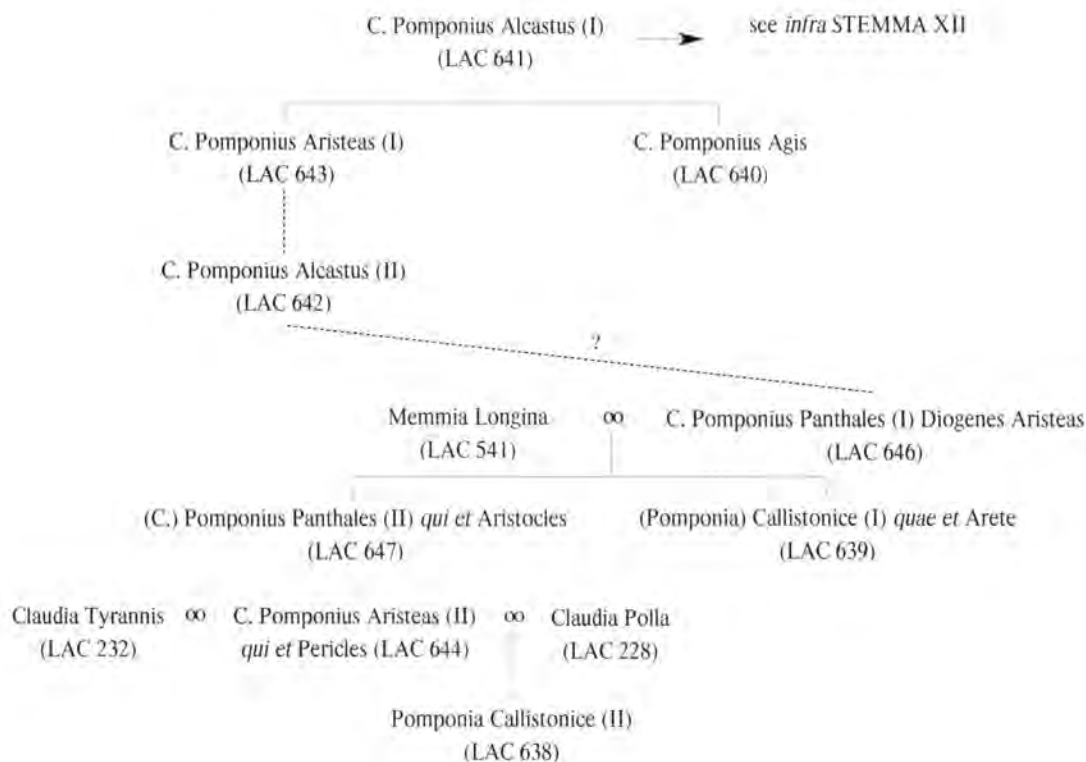 C. Pomponius Alcastus (I) see infra STEMMA XII
(LAC 641)
C. Pomponius Aristeas (I) C. Pomponius Agis
(LAC 643) (LAC 640)
C. Pomponius Alcastus (II)
(LAC 642)
?
Memmia Longina ∞ C. Pomponius Panthales (I) Diogenes Aristeas
(LAC 541) (LAC 646)
(C.) Pomponius Panthales (II) qui et Aristocles (Pomponia) Callistonice (I) quae et Arete
(LAC 647) (LAC 639)
Claudia Tyrannis ∞ C. Pomponius Aristeas (II) ∞ Claudia Polla
(LAC 232) qui et Pericles (LAC 644) (LAC 228)
Pomponia Callistonice (II)
(LAC 638)